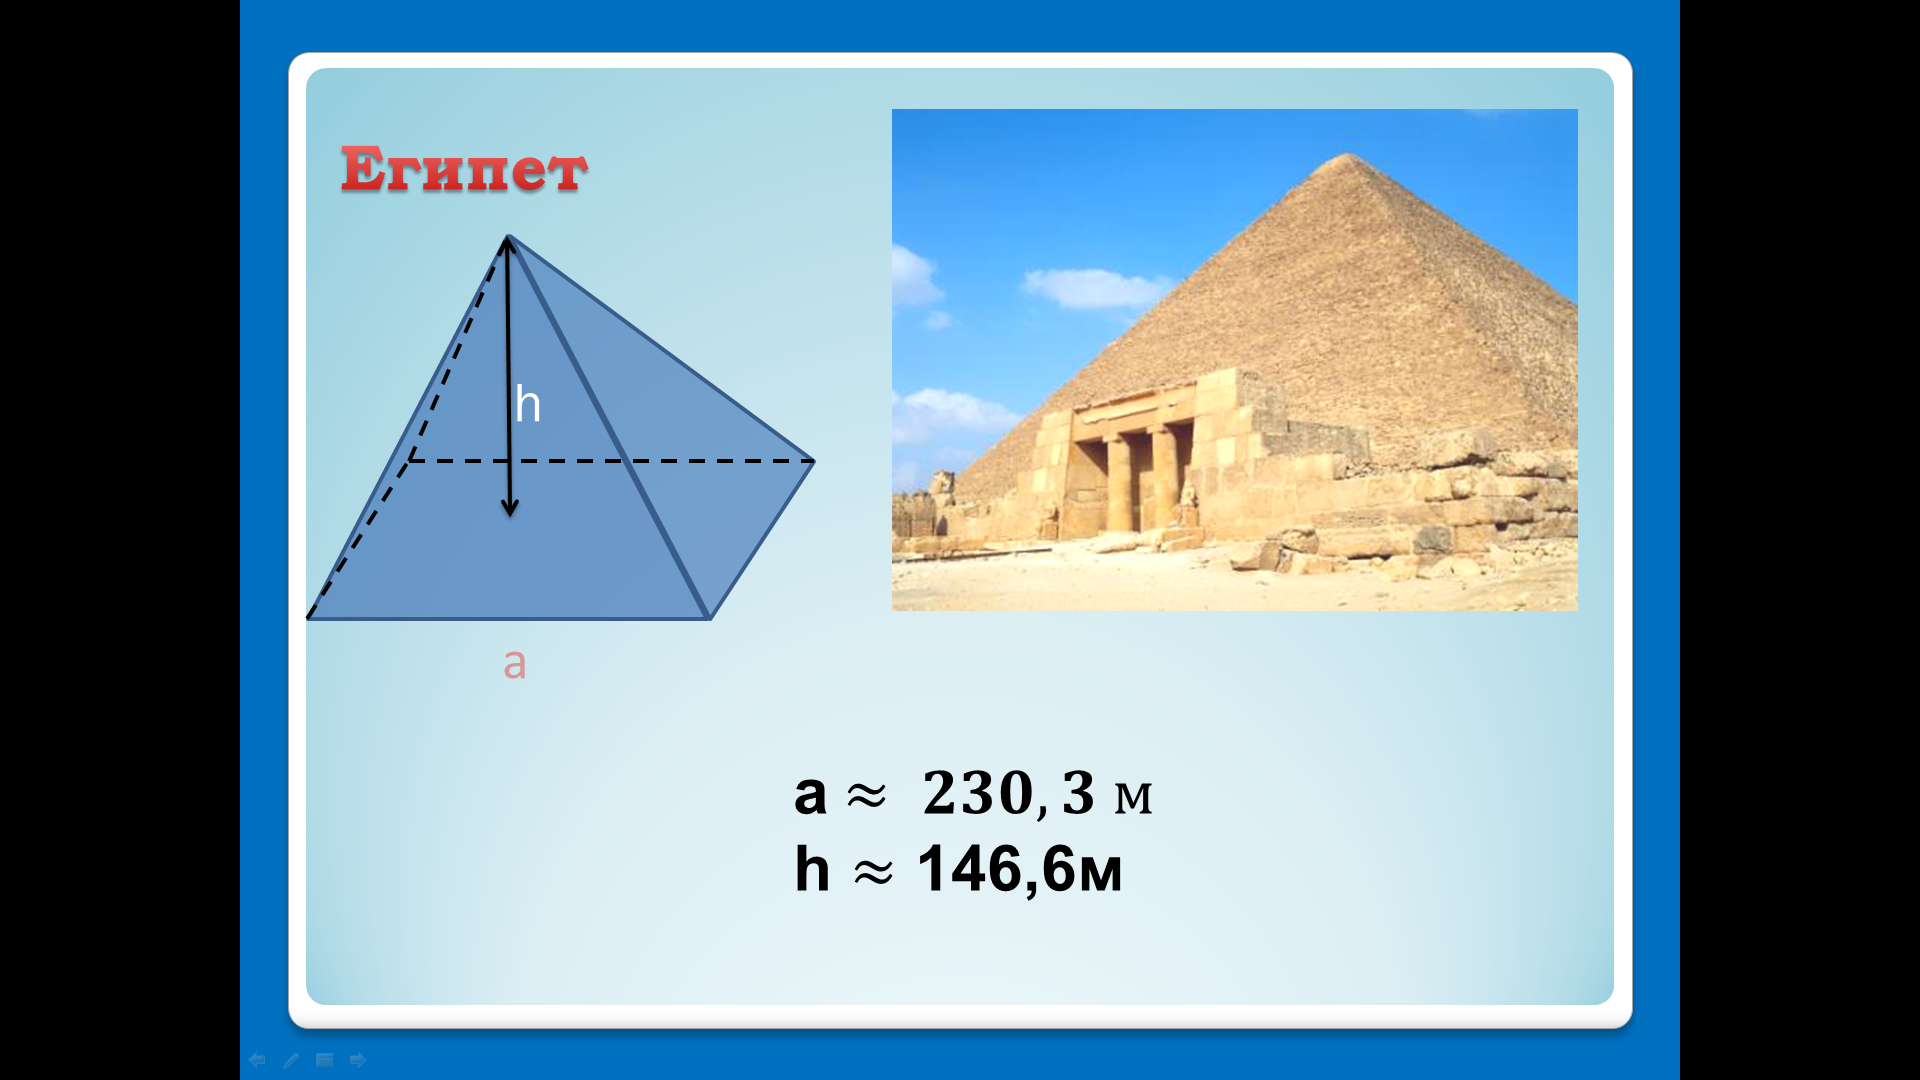 Египет
h
a
a ≈ 230,3 м
h ≈ 146,6м